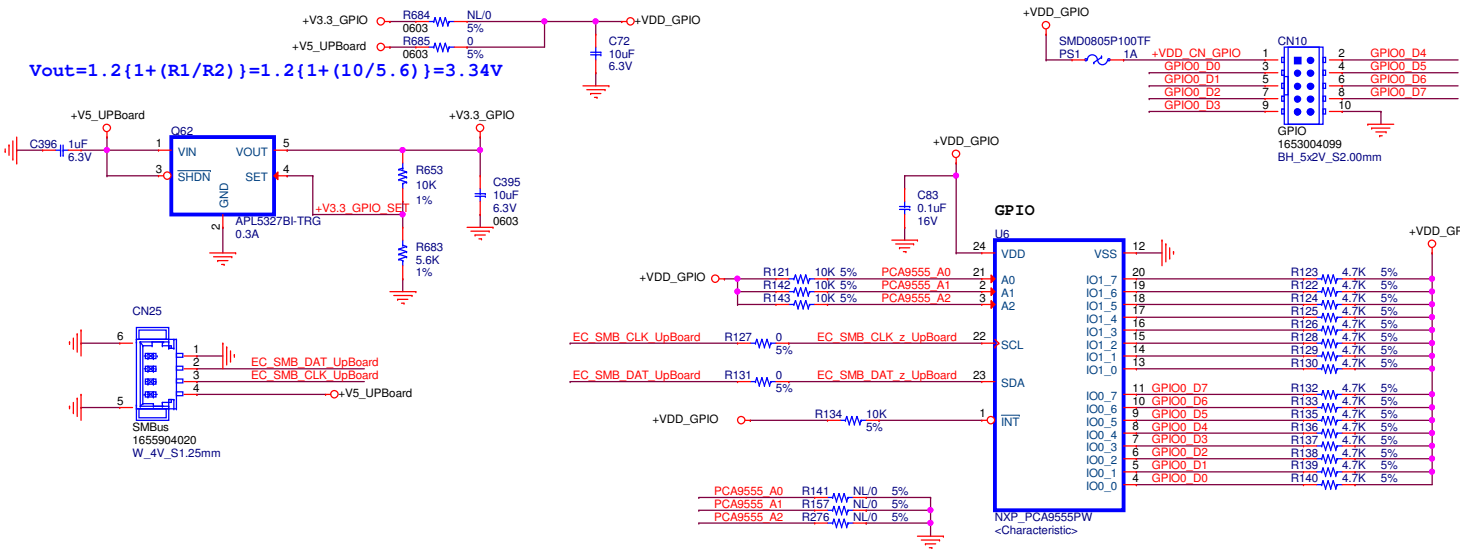 +V3.3_GPIO R684 NL/0 +VDD_GPIO
0603 5%
+V5_UPBoard R685 0
0603 5%
C72
10uF
6.3V
Vout=1.2{1+(R1/R2)}=1.2{1+(10/5.6)}=3.34V
+V5_UPBoard
C396 1uF
6.3V
Q62
1 VIN VOUT 5
3 SHDN SET 4
GND
2
APL5327BI-TRG
0.3A
+V3.3_GPIO
R653
10K
1%
C395
10uF
6.3V
0603
+V3.3_GPIO_SET
R683
5.6K
1%
CN25
6
1
2 EC_SMB_DAT_UpBoard
3 EC_SMB_CLK_UpBoard
4 +V5_UPBoard
5
SMBus
1655904020
W_4V_S1.25mm
+VDD_GPIO
SMD0805P100TF
PS1 1A +VDD_CN_GPIO
CN10
1 2 GPIO0_D4
GPIO0_D0 3 4 GPIO0_D5
GPIO0_D1 5 6 GPIO0_D6
GPIO0_D2 7 8 GPIO0_D7
GPIO0_D3 9 10
GPIO
1653004099
BH_5x2V_S2.00mm
+VDD_GPIO
C83
0.1uF
16V
GPIO
U6
24 VDD VSS 12
+VDD_GPIO
R121 10K 5% PCA9555_A0 21 A0
R142 10K 5% PCA9555_A1 2 A1
R143 10K 5% PCA9555_A2 3 A2
EC_SMB_CLK_UpBoard R127 0 5% EC_SMB_CLK_z_UpBoard 22 SCL
EC_SMB_DAT_UpBoard R131 0 5% EC_SMB_DAT_z_UpBoard 23 SDA
+VDD_GPIO R134 10K 5% 1 INT
+VDD_GP
IO1_7 20 R123 4.7K 5%
IO1_6 19 R122 4.7K 5%
IO1_5 18 R124 4.7K 5%
IO1_4 17 R125 4.7K 5%
IO1_3 16 R126 4.7K 5%
IO1_2 15 R128 4.7K 5%
IO1_1 14 R129 4.7K 5%
IO1_0 13 R130 4.7K 5%
IO0_7 11 GPIO0_D7 R132 4.7K 5%
IO0_6 10 GPIO0_D6 R133 4.7K 5%
IO0_5 9 GPIO0_D5 R135 4.7K 5%
IO0_4 8 GPIO0_D4 R136 4.7K 5%
IO0_3 7 GPIO0_D3 R137 4.7K 5%
IO0_2 6 GPIO0_D2 R138 4.7K 5%
IO0_1 5 GPIO0_D1 R139 4.7K 5%
IO0_0 4 GPIO0_D0 R140 4.7K 5%
PCA9555_A0 R141 NL/0 5%
PCA9555_A1 R157 NL/0 5%
PCA9555_A2 R276 NL/0 5%
NXP_PCA9555PW
<Characteristic>